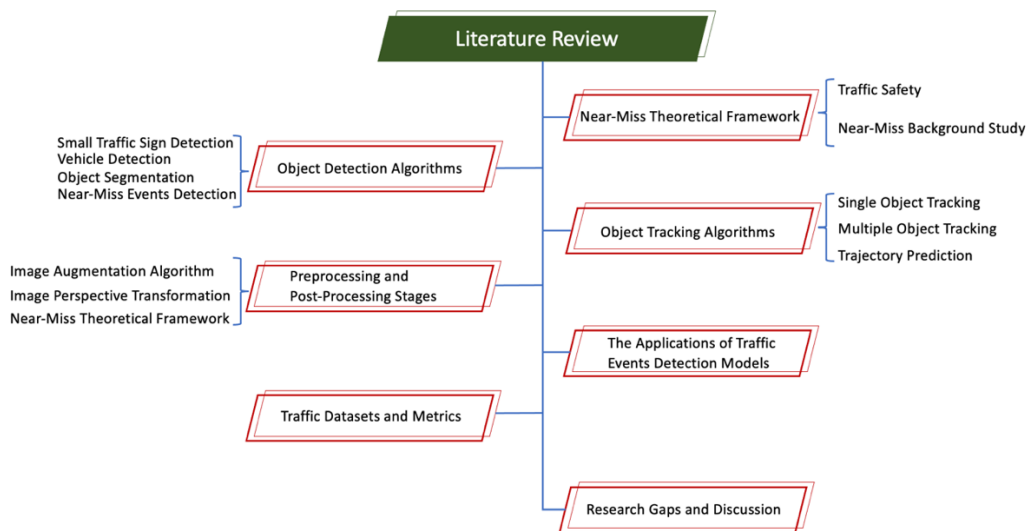 Literature Review
Near-Miss Theoretical Framework
Traffic Safety
Near-Miss Background Study
Small Traffic Sign Detection
Vehicle Detection
Object Segmentation
Near-Miss Events Detection
Object Detection Algorithms
Object Tracking Algorithms
Single Object Tracking
Multiple Object Tracking
Trajectory Prediction
Image Augmentation Algorithm
Image Perspective Transformation
Near-Miss Theoretical Framework
Preprocessing and
Post-Processing Stages
The Applications of Traffic
Events Detection Models
Traffic Datasets and Metrics
Research Gaps and Discussion